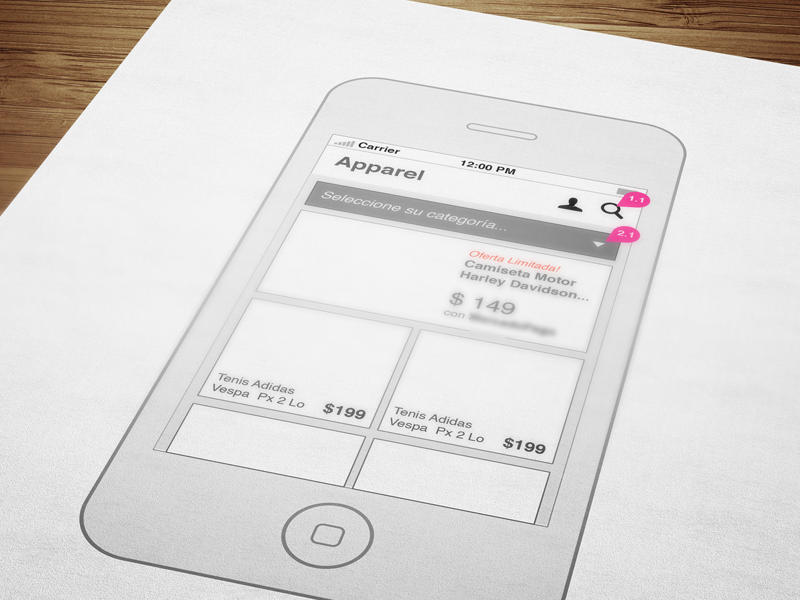 Carrier
12:00 PM
Apparel
1.1
Seleccione su categoría...
2.1
Oferta Limitada!
Camiseta Motor
Harley Davidson...
$ 149
con
Tenis Adidas
Vespa Px 2 Lo
$199
Tenis Adidas
Vespa Px 2 Lo
$199